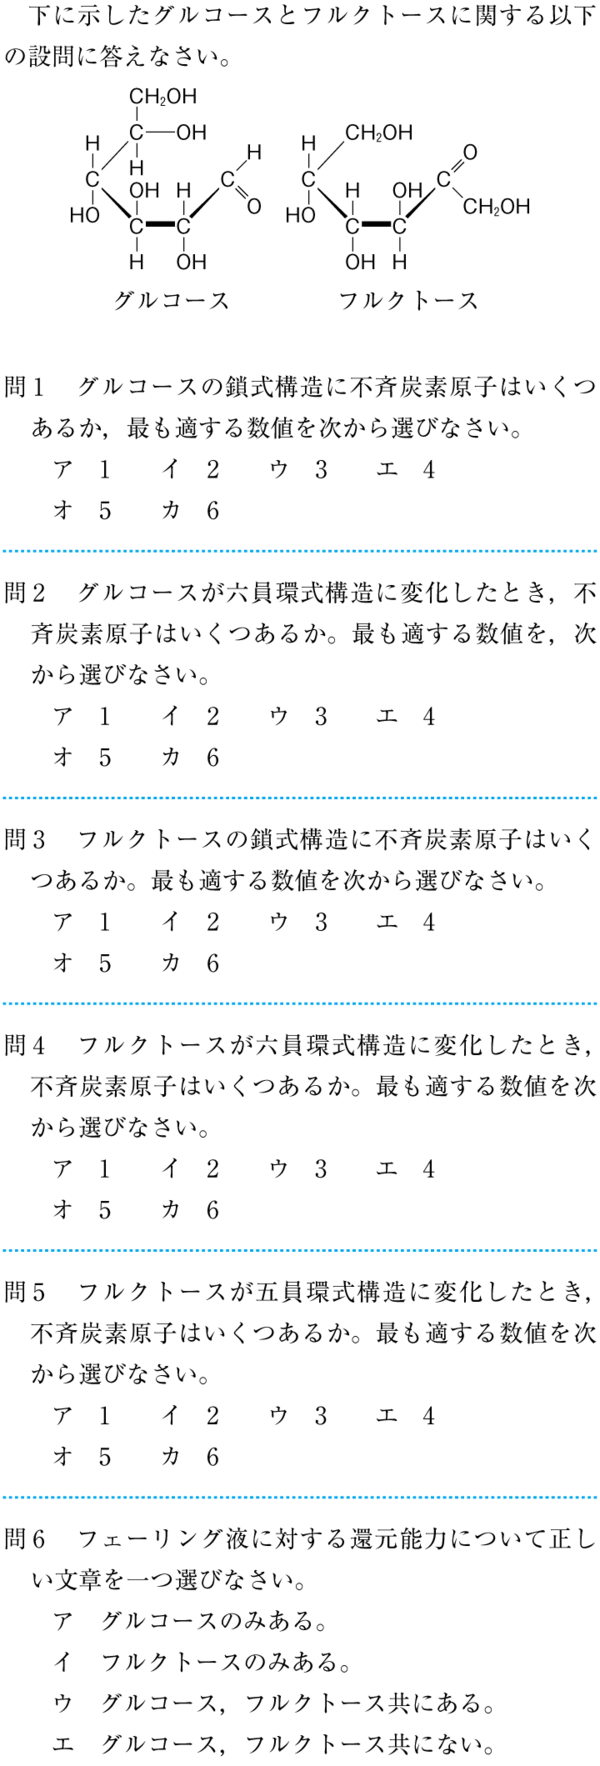 下に示したグルコースとフルクトースに関する以下
の設問に答えなさい。
CH₂OH
C OH
H H
C OH H C H
HO C C O
H OH
グルコース
H CH₂OH O
C H OH C
HO C C CH₂OH
OH H
フルクトース
問1 グルコースの鎖式構造に不斉炭素原子はいくつ
あるか，最も適する数値を次から選びなさい。
ア 1 イ 2 ウ 3 エ 4
オ 5 カ 6
問2 グルコースが六員環式構造に変化したとき，不
斉炭素原子はいくつあるか。最も適する数値を，次
から選びなさい。
ア 1 イ 2 ウ 3 エ 4
オ 5 カ 6
問3 フルクトースの鎖式構造に不斉炭素原子はいく
つあるか。最も適する数値を次から選びなさい。
ア 1 イ 2 ウ 3 エ 4
オ 5 カ 6
問4 フルクトースが六員環式構造に変化したとき，
不斉炭素原子はいくつあるか。最も適する数値を次
から選びなさい。
ア 1 イ 2 ウ 3 エ 4
オ 5 カ 6
問5 フルクトースが五員環式構造に変化したとき，
不斉炭素原子はいくつあるか。最も適する数値を次
から選びなさい。
ア 1 イ 2 ウ 3 エ 4
オ 5 カ 6
問6 フェーリング液に対する還元能力について正し
い文章を一つ選びなさい。
ア グルコースのみある。
イ フルクトースのみある。
ウ グルコース，フルクトース共にある。
エ グルコース，フルクトース共にない。